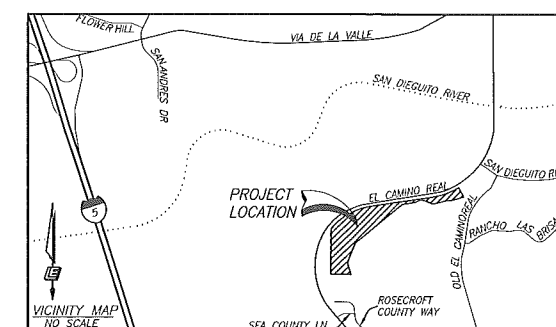 FLOWER HILL
VIA DE LA VALLE
SAN ANDRES DR
SAN DIEGUITO RIVER
SAN DIEGUITO
EL CAMINO REAL
PROJECT
LOCATION
5
OLD EL CAMINO REAL
RANCHO LAS
ROSECROFT
COUNTY WAY
SEA COUNTY LN
VICINITY MAP
NO SCALE